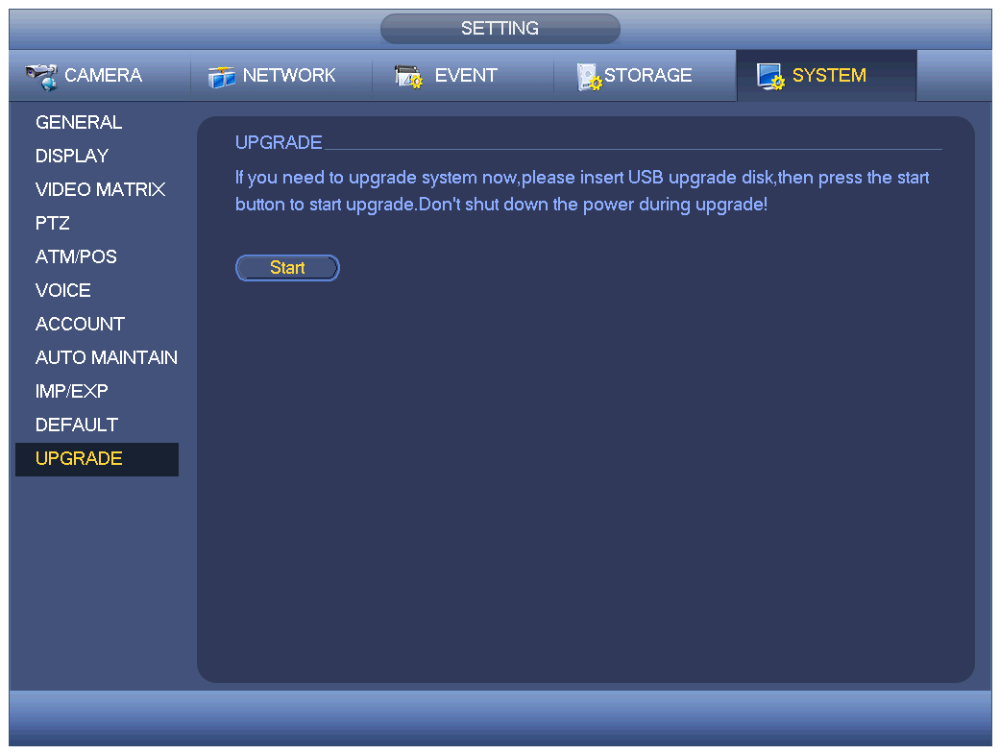 SETTING
CAMERA
NETWORK
EVENT
STORAGE
SYSTEM
GENERAL
DISPLAY
VIDEO MATRIX
PTZ
ATM/POS
VOICE
ACCOUNT
AUTO MAINTAIN
IMP/EXP
DEFAULT
UPGRADE
UPGRADE
If you need to upgrade system now,please insert USB upgrade disk,then press the start
button to start upgrade.Don't shut down the power during upgrade!
Start